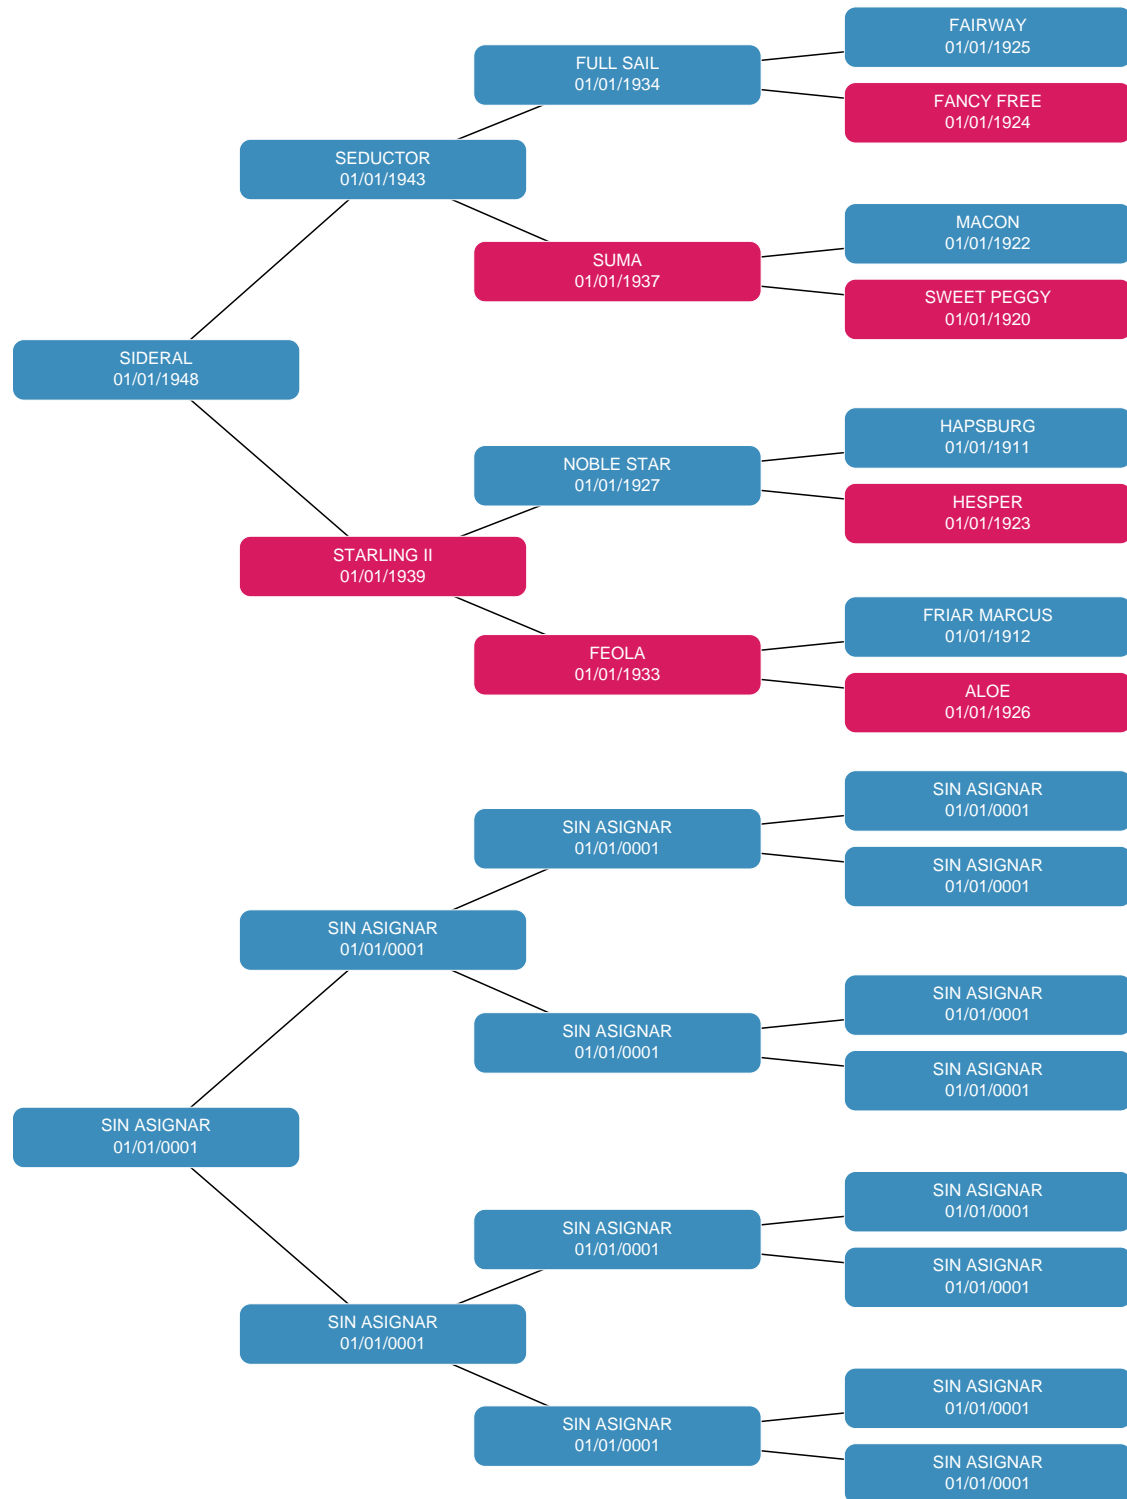 FAIRWAY
01/01/1925
FULL SAIL
01/01/1934
FANCY FREE
01/01/1924
SEDUCTOR
01/01/1943
MACON
01/01/1922
SUMA
01/01/1937
SWEET PEGGY
01/01/1920
SIDERAL
01/01/1948
HAPSBURG
01/01/1911
NOBLE STAR
01/01/1927
HESPER
01/01/1923
STARLING II
01/01/1939
FRIAR MARCUS
01/01/1912
FEOLA
01/01/1933
ALOE
01/01/1926
SIN ASIGNAR
01/01/0001
SIN ASIGNAR
01/01/0001
SIN ASIGNAR
01/01/0001
SIN ASIGNAR
01/01/0001
SIN ASIGNAR
01/01/0001
SIN ASIGNAR
01/01/0001
SIN ASIGNAR
01/01/0001
SIN ASIGNAR
01/01/0001
SIN ASIGNAR
01/01/0001
SIN ASIGNAR
01/01/0001
SIN ASIGNAR
01/01/0001
SIN ASIGNAR
01/01/0001
SIN ASIGNAR
01/01/0001
SIN ASIGNAR
01/01/0001
SIN ASIGNAR
01/01/0001